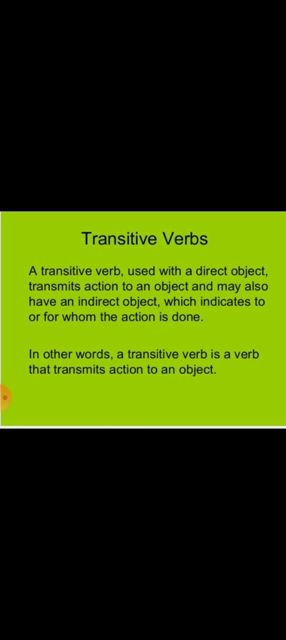 Transitive Verbs
A transitive verb, used with a direct object,
transmits action to an object and may also
have an indirect object, which indicates to
or for whom the action is done.
In other words, a transitive verb is a verb
that transmits action to an object.